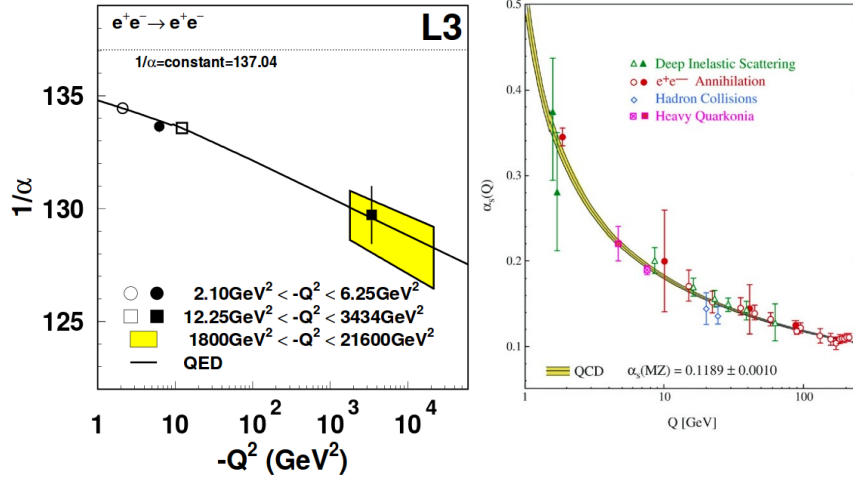 e⁺e⁻ → e⁺e⁻
L3
1/α=constant=137.04
135
130
125
1/α
2.10GeV² < -Q² < 6.25GeV²
12.25GeV² < -Q² < 3434GeV²
1800GeV² < -Q² < 21600GeV²
QED
1 10 10² 10³ 10⁴
-Q² (GeV²)
0.5
0.4
0.3
0.2
0.1
αₛ(Q)
Deep Inelastic Scattering
e⁺e⁻ Annihilation
Hadron Collisions
Heavy Quarkonia
QCD αₛ(MZ) = 0.1189 ± 0.0010
1 10 100
Q [GeV]